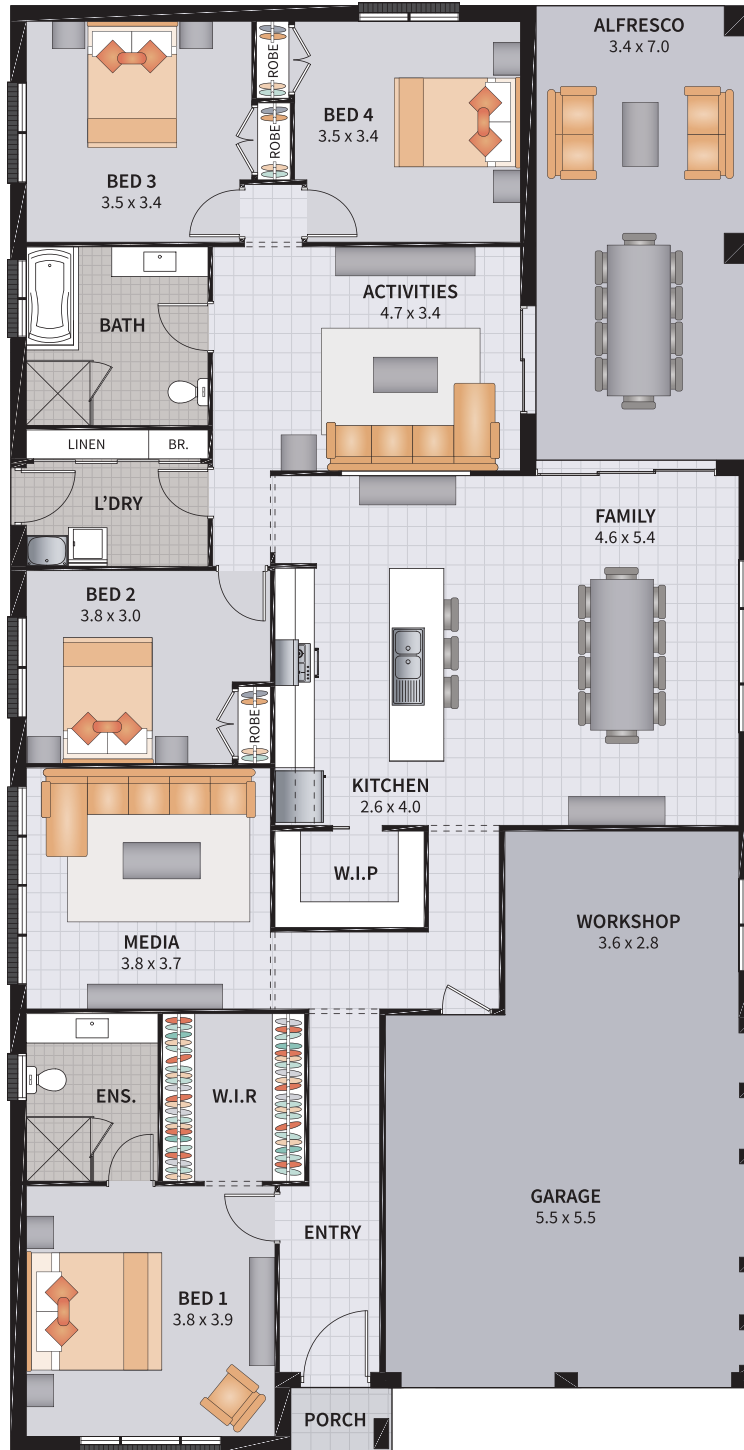 ALFRESCO
3.4 x 7.0
ROBE
BED 4
3.5 x 3.4
ROBE
BED 3
3.5 x 3.4
ACTIVITIES
4.7 x 3.4
BATH
LINEN
BR.
L'DRY
FAMILY
4.6 x 5.4
BED 2
3.8 x 3.0
ROBE
KITCHEN
2.6 x 4.0
W.I.P
MEDIA
3.8 x 3.7
WORKSHOP
3.6 x 2.8
ENS.
W.I.R
GARAGE
5.5 x 5.5
ENTRY
BED 1
3.8 x 3.9
PORCH